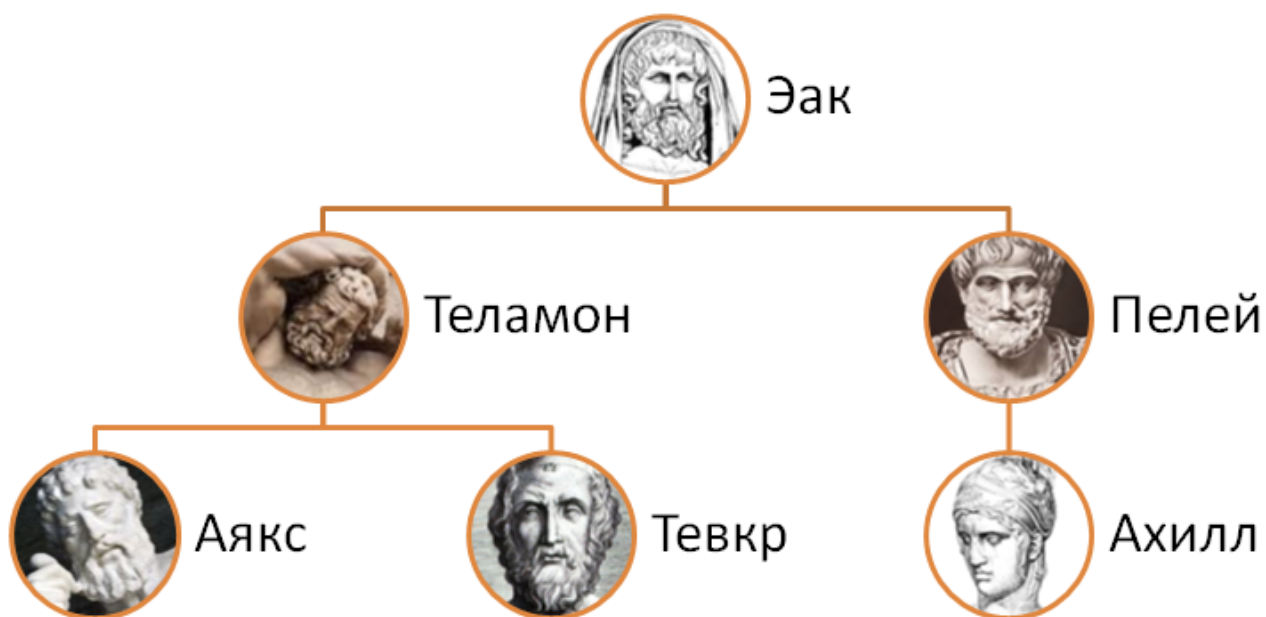 Эак
Теламон
Пелей
Аякс
Тевкр
Ахилл